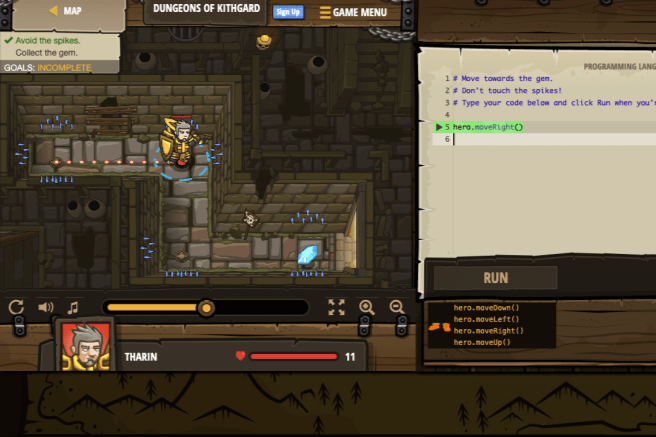 MAP
DUNGEONS OF KITHGARD
Sign Up
GAME MENU
Avoid the spikes.
Collect the gem.
GOALS: INCOMPLETE
PROGRAMMING LANG
1 # Move towards the gem.
2 # Don't touch the spikes!
3 # Type your code below and click Run when you'r
4
5 hero.moveRight()
6
RUN
hero.moveDown()
hero.moveLeft()
hero.moveRight()
hero.moveUp()
THARIN
11